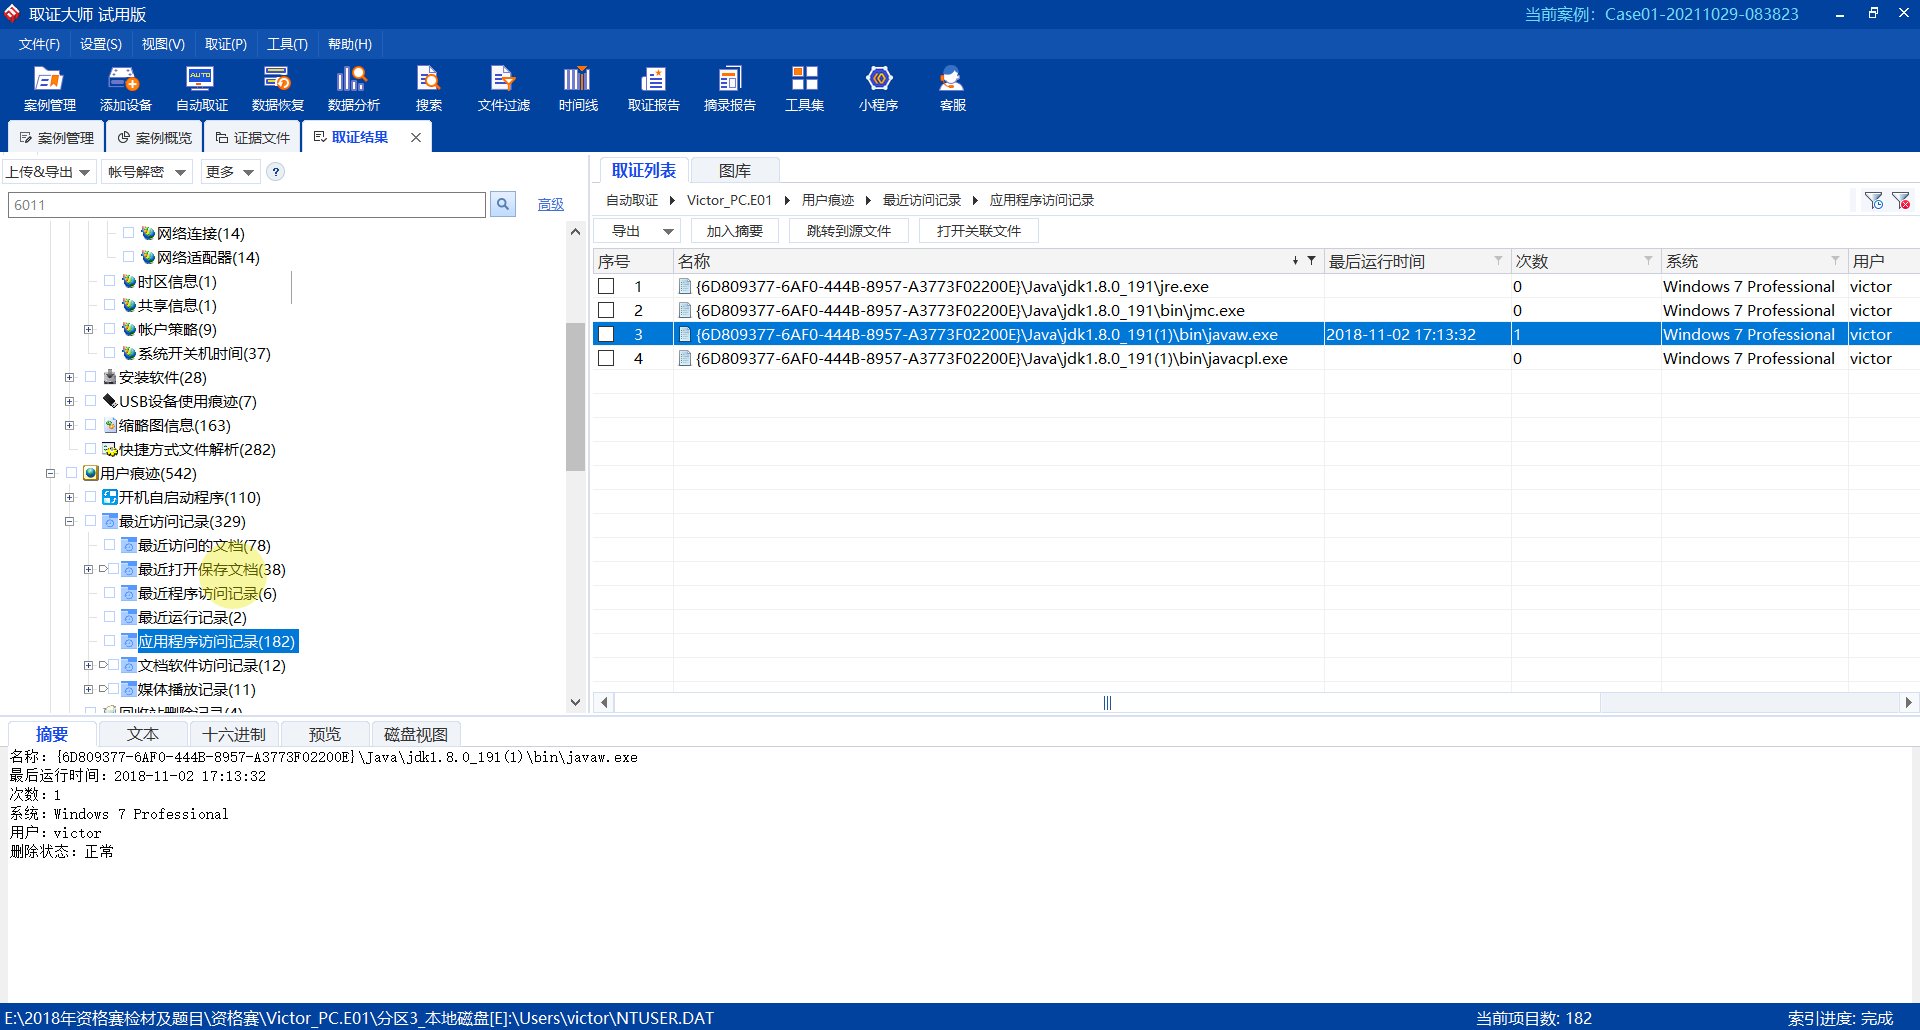 取证大师 试用版
当前案例：Case01-20211029-083823
文件(F) 设置(S) 视图(V) 取证(P) 工具(T) 帮助(H)
案例管理 添加设备 自动取证 数据恢复 数据分析 搜索 文件过滤 时间线 取证报告 摘录报告 工具集 小程序 客服
案例管理 案例概览 证据文件 取证结果
上传&导出 帐号解密 更多 ?
6011
高级
网络连接(14)
网络适配器(14)
时区信息(1)
共享信息(1)
帐户策略(9)
系统开关机时间(37)
安装软件(28)
USB设备使用痕迹(7)
缩略图信息(163)
快捷方式文件解析(282)
用户痕迹(542)
开机自启动程序(110)
最近访问记录(329)
最近访问的文档(78)
最近打开保存文档(38)
最近程序访问记录(6)
最近运行记录(2)
应用程序访问记录(182)
文档软件访问记录(12)
媒体播放记录(11)
回收站删除记录(4)
取证列表 图库
自动取证 Victor_PC.E01 用户痕迹 最近访问记录 应用程序访问记录
导出 加入摘要 跳转到源文件 打开关联文件
序号 名称 最后运行时间 次数 系统 用户
1 {6D809377-6AF0-444B-8957-A3773F02200E}\Java\jdk1.8.0_191\jre.exe 0 Windows 7 Professional victor
2 {6D809377-6AF0-444B-8957-A3773F02200E}\Java\jdk1.8.0_191\bin\jmc.exe 0 Windows 7 Professional victor
3 {6D809377-6AF0-444B-8957-A3773F02200E}\Java\jdk1.8.0_191(1)\bin\javaw.exe 2018-11-02 17:13:32 1 Windows 7 Professional victor
4 {6D809377-6AF0-444B-8957-A3773F02200E}\Java\jdk1.8.0_191(1)\bin\javacpl.exe 0 Windows 7 Professional victor
摘要 文本 十六进制 预览 磁盘视图
名称：{6D809377-6AF0-444B-8957-A3773F02200E}\Java\jdk1.8.0_191(1)\bin\javaw.exe
最后运行时间：2018-11-02 17:13:32
次数：1
系统：Windows 7 Professional
用户：victor
删除状态：正常
E:\2018年资格赛检材及题目\资格赛\Victor_PC.E01\分区3_本地磁盘[E]:\Users\victor\NTUSER.DAT
当前项目数: 182
索引进度: 完成